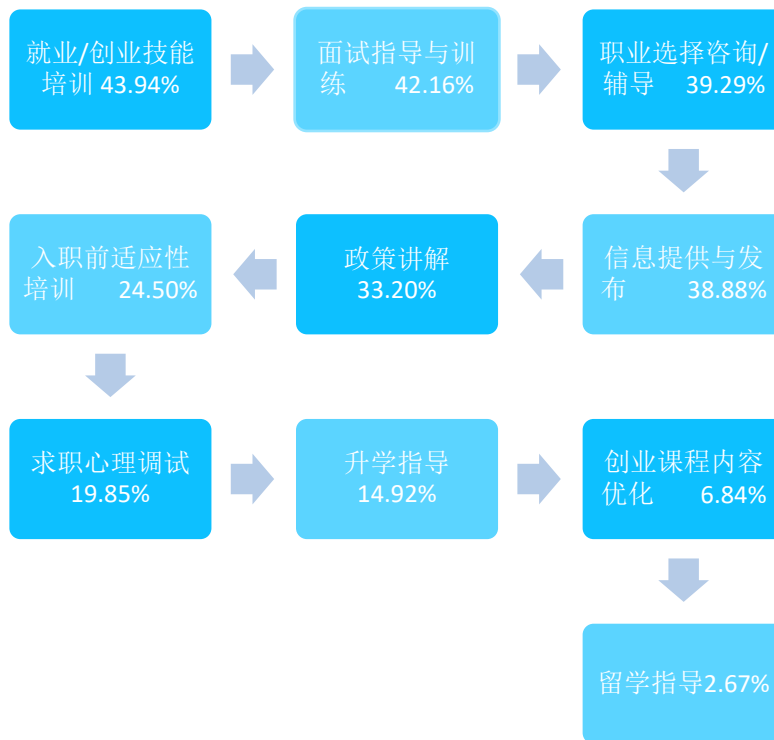 就业/创业技能
培训 43.94%
面试指导与训
练 42.16%
职业选择咨询/
辅导 39.29%
信息提供与发
布 38.88%
政策讲解
33.20%
入职前适应性
培训 24.50%
求职心理调试
19.85%
升学指导
14.92%
创业课程内容
优化 6.84%
留学指导2.67%